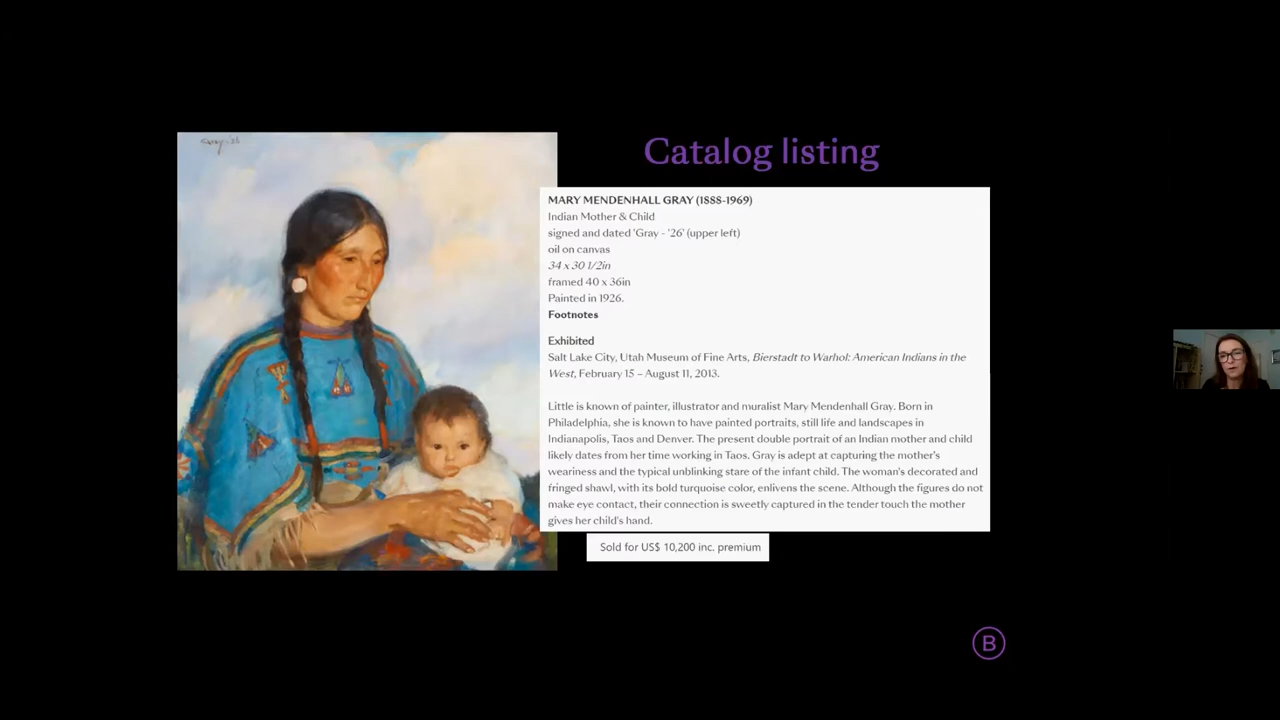 Catalog listing
MARY MENDENHALL GRAY (1888-1969)
Indian Mother & Child
signed and dated 'Gray - '26' (upper left)
oil on canvas
34 x 30 1/2in
framed 40 x 36in
Painted in 1926.
Footnotes
Exhibited
Salt Lake City, Utah Museum of Fine Arts, Bierstadt to Warhol: American Indians in the
West, February 15 – August 11, 2013.
Little is known of painter, illustrator and muralist Mary Mendenhall Gray. Born in
Philadelphia, she is known to have painted portraits, still life and landscapes in
Indianapolis, Taos and Denver. The present double portrait of an Indian mother and child
likely dates from her time working in Taos. Gray is adept at capturing the mother's
weariness and the typical unblinking stare of the infant child. The woman's decorated and
fringed shawl, with its bold turquoise color, enlivens the scene. Although the figures do not
make eye contact, their connection is sweetly captured in the tender touch the mother
gives her child's hand.
Sold for US$ 10,200 inc. premium
B